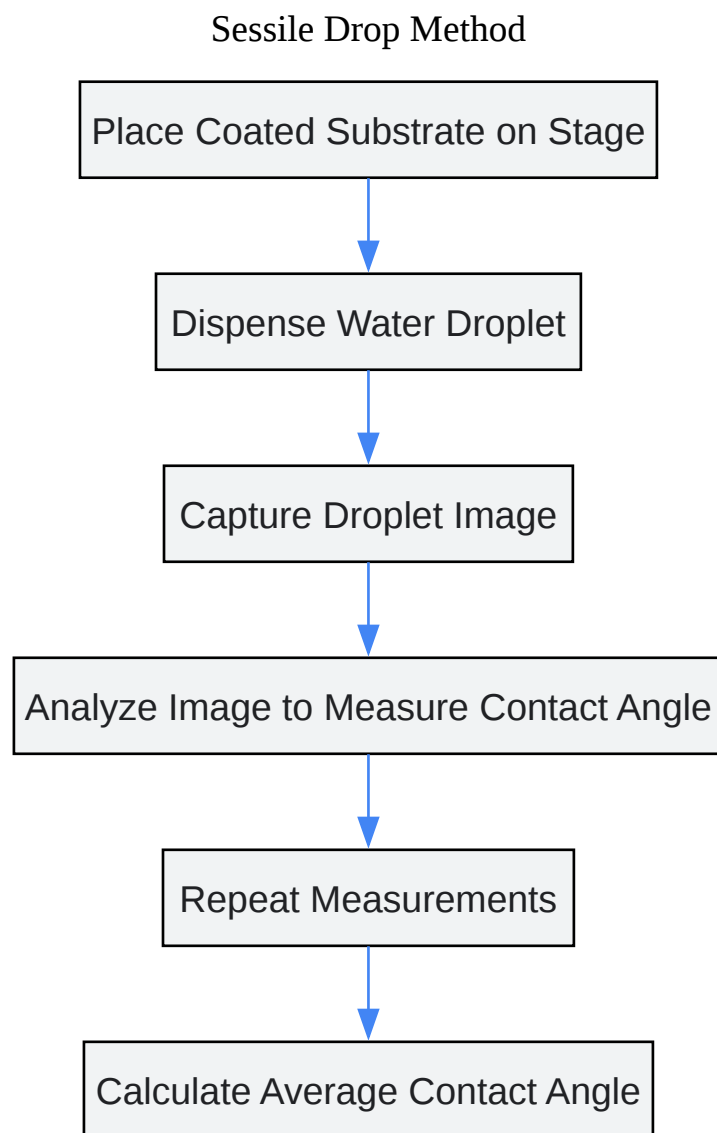 Sessile Drop Method
Place Coated Substrate on Stage
Dispense Water Droplet
Capture Droplet Image
Analyze Image to Measure Contact Angle
Repeat Measurements
Calculate Average Contact Angle